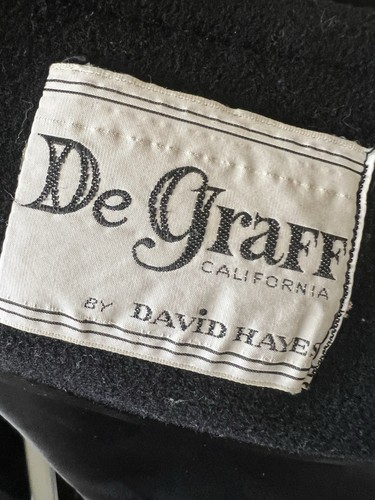 De Graff
CALIFORNIA
BY DAVID HAYES